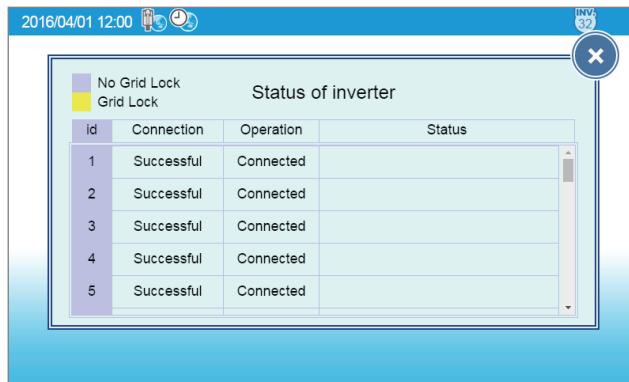 2016/04/01 12:00
INV.
32
No Grid Lock
Grid Lock
Status of inverter
id Connection Operation Status
1 Successful Connected
2 Successful Connected
3 Successful Connected
4 Successful Connected
5 Successful Connected